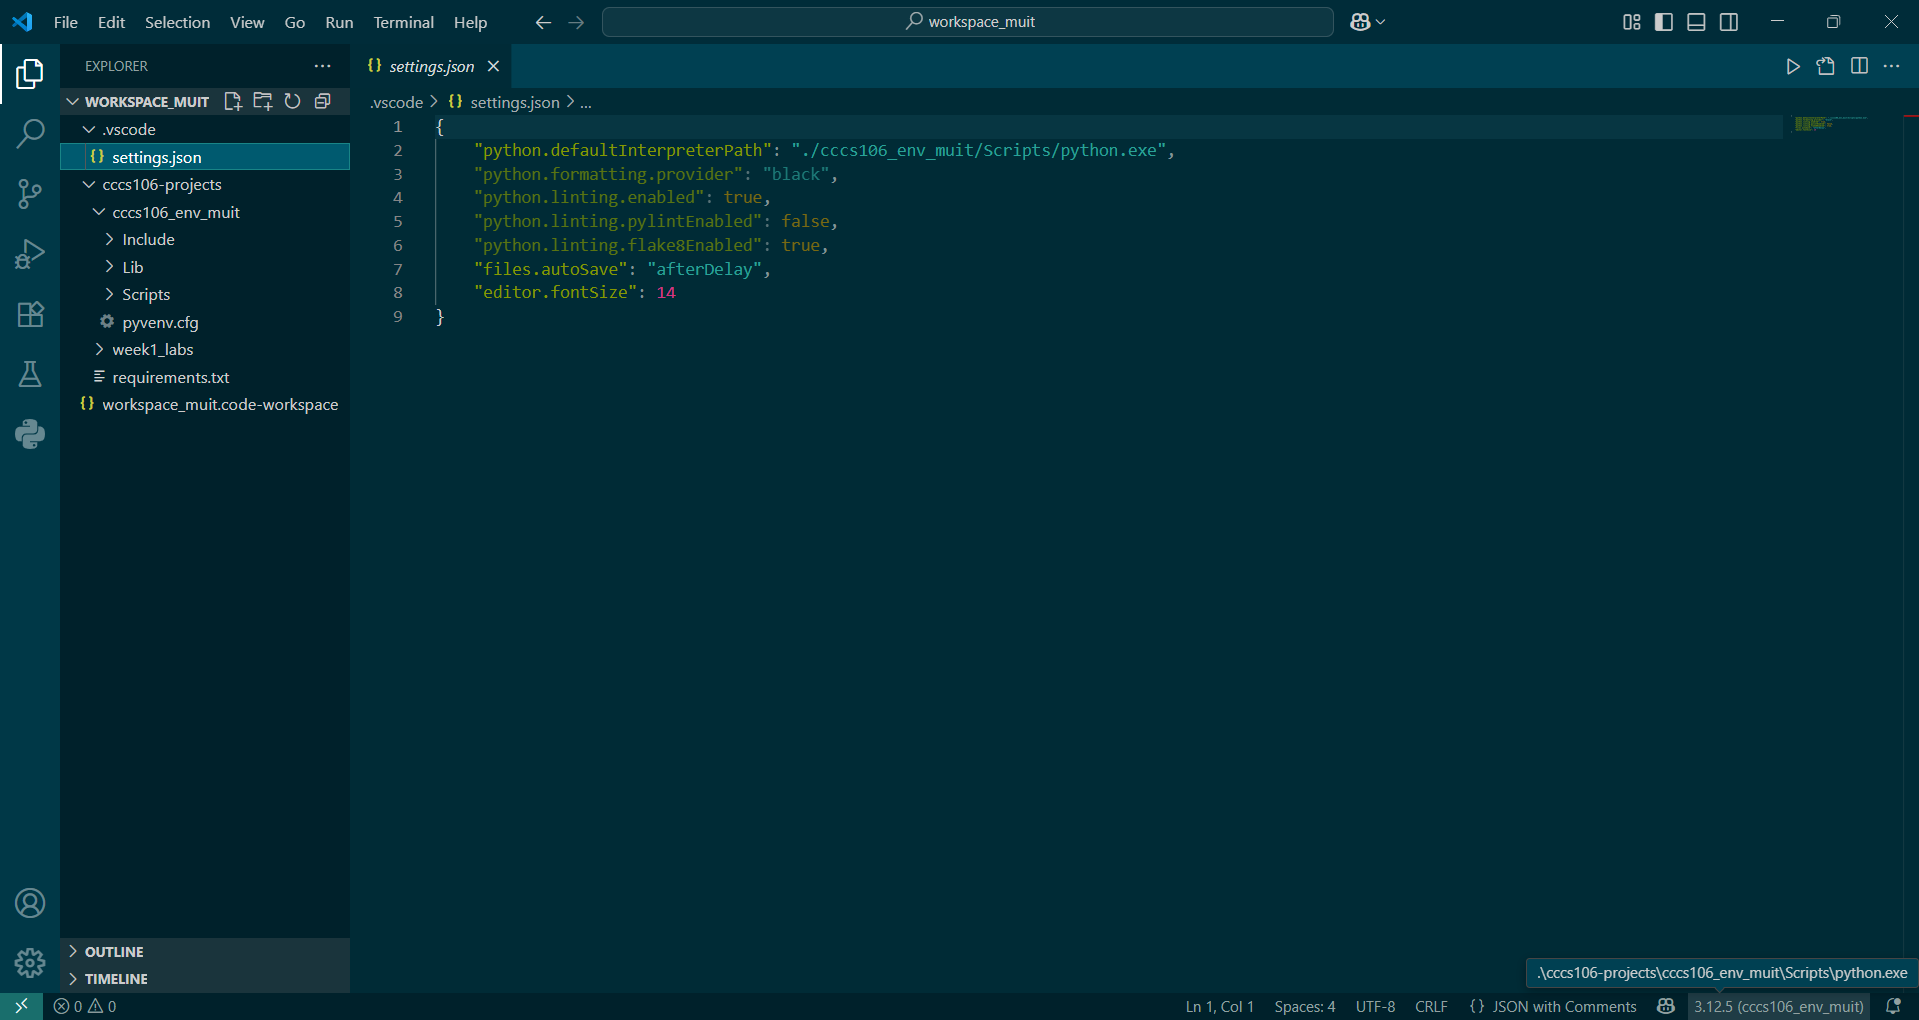 File Edit Selection View Go Run Terminal Help
workspace_muit
EXPLORER
WORKSPACE_MUIT
.vscode
{} settings.json
cccs106-projects
cccs106_env_muit
Include
Lib
Scripts
pyvenv.cfg
week1_labs
requirements.txt
{} workspace_muit.code-workspace
OUTLINE
TIMELINE
{} settings.json
.vscode > {} settings.json > ...
1 {
2 "python.defaultInterpreterPath": "./cccs106_env_muit/Scripts/python.exe",
3 "python.formatting.provider": "black",
4 "python.linting.enabled": true,
5 "python.linting.pylintEnabled": false,
6 "python.linting.flake8Enabled": true,
7 "files.autoSave": "afterDelay",
8 "editor.fontSize": 14
9 }
.\cccs106-projects\cccs106_env_muit\Scripts\python.exe
0 0 Ln 1, Col 1 Spaces: 4 UTF-8 CRLF {} JSON with Comments 3.12.5 (cccs106_env_muit)